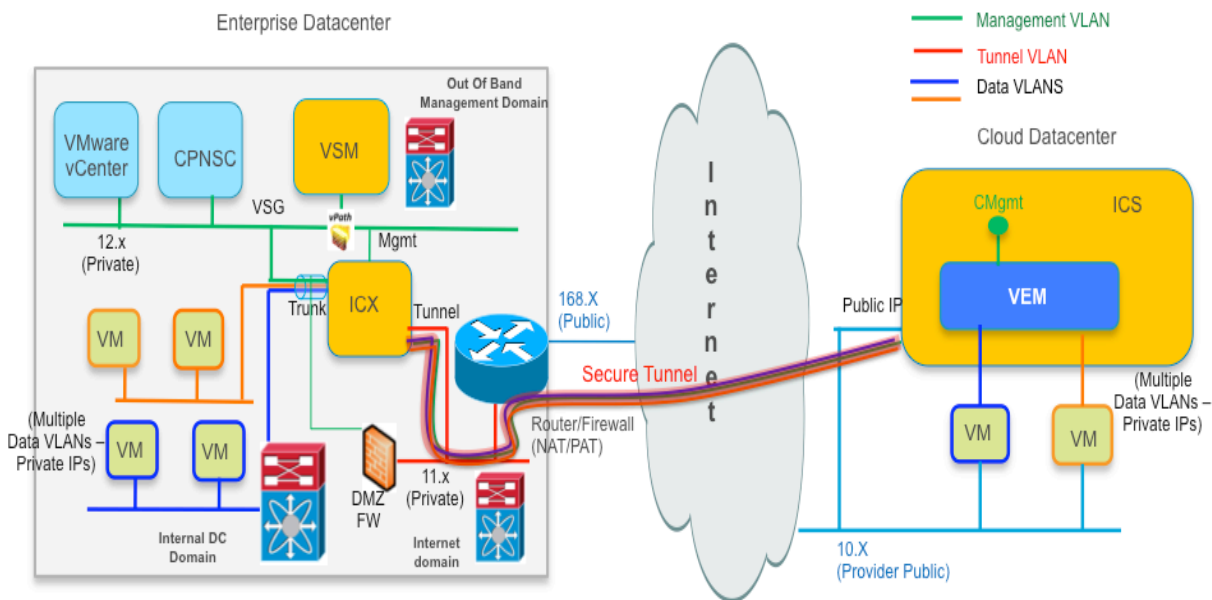 Enterprise Datacenter
Management VLAN
Tunnel VLAN
Data VLANS
Out Of Band
Management Domain
VMware
vCenter
CPNSC
VSM
VSG
vPath
12.x
(Private)
Mgmt
Trunk
ICX
Tunnel
VM
VM
168.X
(Public)
(Multiple
Data VLANs –
Private IPs)
VM
VM
Internal DC
Domain
DMZ
FW
11.x
(Private)
Internet
domain
Router/Firewall
(NAT/PAT)
Secure Tunnel
Internet
Cloud Datacenter
CMgmt
ICS
VEM
Public IP
(Multiple
Data VLANs –
Private IPs)
VM
VM
10.X
(Provider Public)